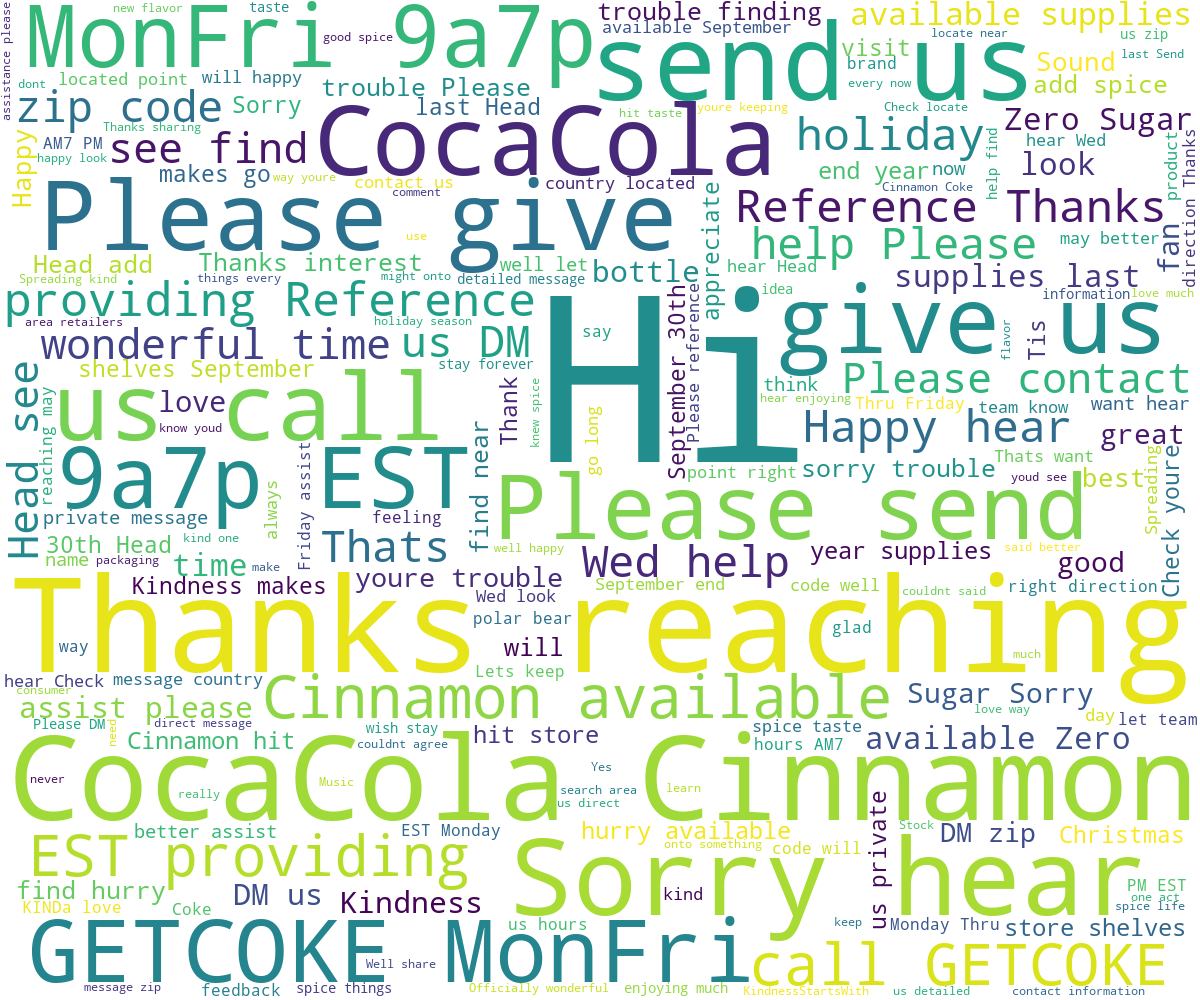 new flavor taste
MonFri 9a7p
good spice
trouble finding
available September
available supplies
locate near
us zip
send us
visit
brand
Sound
last Send
assistance please
dont
located point
will happy
trouble Please
every now
add spice
zip code
Sorry
last Head
hit taste
youre keeping
Check locate
Thanks sharing
CocaCola
holiday
Zero Sugar
Happy
AM7 PM
see find
hear Wed
happy look
makes go
way youre
contact us
country located
end year
now
look
help find
product
direction Thanks
comment
Cinnamon Coke
Please give
appreciate
Reference Thanks
use
help Please
may better
fan
Head add
Thanks interest
well let
bottle
hear Head
supplies last
Spreading kind
things every
might onto
detailed message
idea
information
love much
providing Reference
September 30th
Please reference
area retailers
holiday season
Hi
say
give us
flavor
Tis
wonderful time
us DM
shelves September
stay forever
think
Please contact
Head see
us call
love
Thank
knew spice
go long
hear enjoying
Thru Friday
team know
want hear
know youd
Happy hear
great
reaching may
9a7p EST
Friday assist
find near
point right
sorry trouble
Thats want
youd see
Spreading
best
Check youre
always
Please send
private message
feeling
kind one
30th Head
Thats
well happy
Wed help
year supplies
said better
name
packaging
time
make
good
Kindness makes
youre trouble
September end
code well
couldnt said
right direction
Wed look
Thanks reaching
polar bear
way
will
glad
much
hear Check
message country
Lets keep
consumer
assist please
Cinnamon available
Sugar Sorry
love way
day
let team
Please DM
direct message
need
wish stay
spice taste
Cinnamon hit
couldnt agree
hit store
hours AM7
available Zero
CocaCola Cinnamon
never
Music
Yes
really
search area
learn
us direct
better assist
EST Monday
hurry available
us private
Stock
DM zip
Christmas
EST providing
onto something
code will
Sorry hear
find hurry
DM us
Kindness
kind
PM EST
one act
KINDa love
Coke
spice life
GETCOKE MonFri
us hours
keep
Monday Thru
store shelves
Well share
call GETCOKE
message zip
feedback
spice things
Officially wonderful
enjoying much
KindnessStartsWith
us detailed
contact information